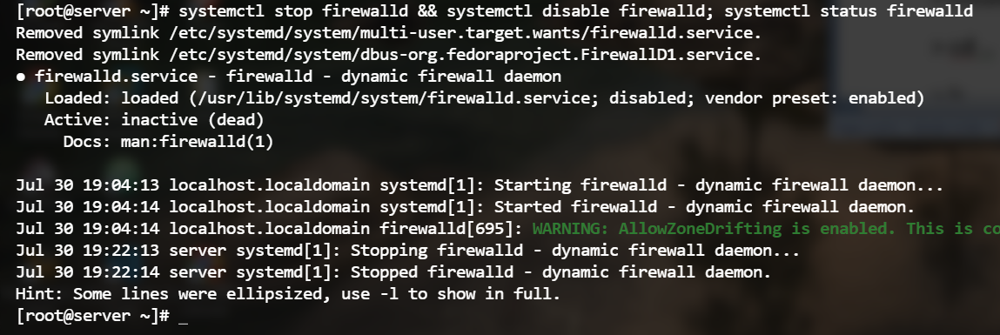 [root@server ~]# systemctl stop firewalld && systemctl disable firewalld; systemctl status firewalld
Removed symlink /etc/systemd/system/multi-user.target.wants/firewalld.service.
Removed symlink /etc/systemd/system/dbus-org.fedoraproject.FirewallD1.service.
● firewalld.service - firewalld - dynamic firewall daemon
   Loaded: loaded (/usr/lib/systemd/system/firewalld.service; disabled; vendor preset: enabled)
   Active: inactive (dead)
     Docs: man:firewalld(1)

Jul 30 19:04:13 localhost.localdomain systemd[1]: Starting firewalld - dynamic firewall daemon...
Jul 30 19:04:14 localhost.localdomain systemd[1]: Started firewalld - dynamic firewall daemon.
Jul 30 19:04:14 localhost.localdomain firewalld[695]: WARNING: AllowZoneDrifting is enabled. This is co
Jul 30 19:22:13 server systemd[1]: Stopping firewalld - dynamic firewall daemon...
Jul 30 19:22:14 server systemd[1]: Stopped firewalld - dynamic firewall daemon.
Hint: Some lines were ellipsized, use -l to show in full.
[root@server ~]# _